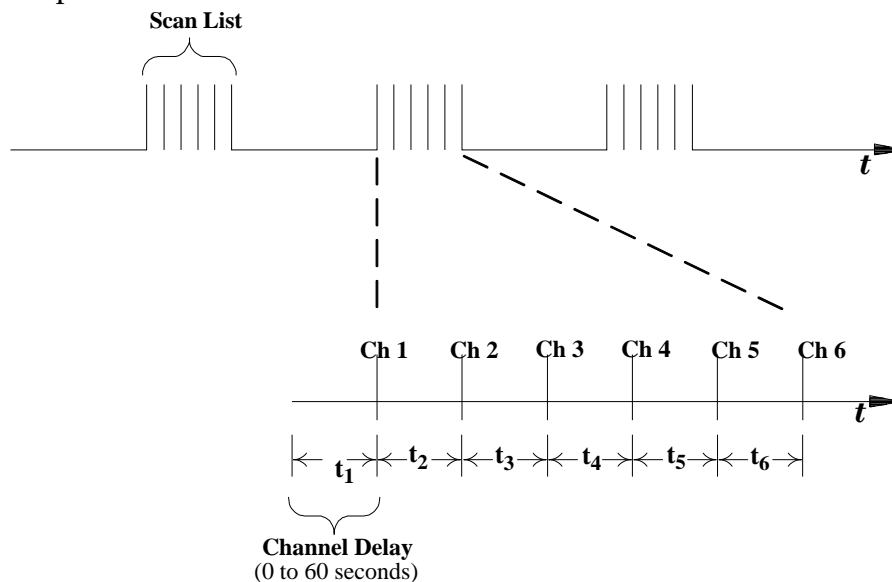 Scan List
t
Ch 1 Ch 2 Ch 3 Ch 4 Ch 5 Ch 6
t
t1 t2 t3 t4 t5 t6
Channel Delay
(0 to 60 seconds)